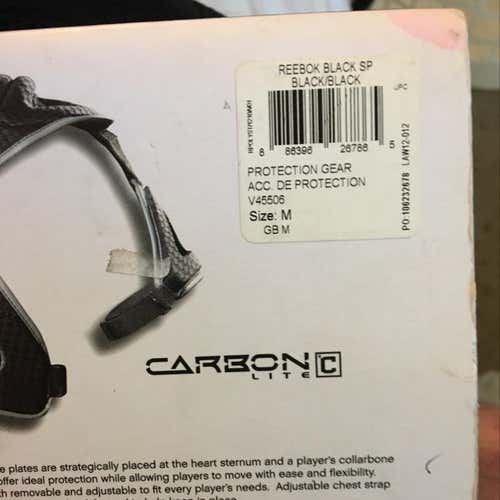 REEBOK BLACK SP
BLACK/BLACK
UPC
8 86396 26786
PROTECTION GEAR
ACC. DE PROTECTION
V45506
Size: M
GB M
PO:106232678 LAW12-012
CARBON C
LITE
e plates are strategically placed at the heart sternum and a player's collarbone
offer ideal protection while allowing players to move with ease and flexibility.
th removable and adjustable to fit every player's needs. Adjustable chest strap